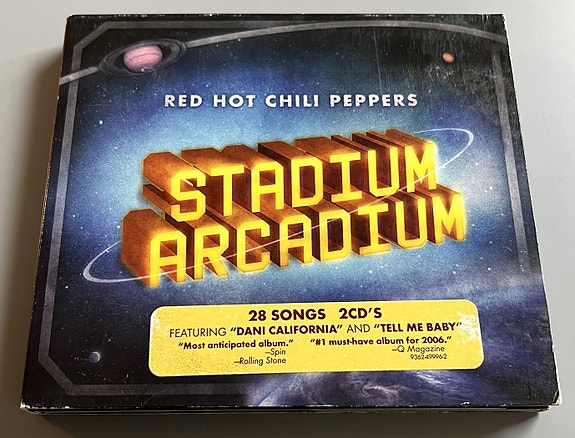 RED HOT CHILI PEPPERS
STADIUM
ARCADIUM
28 SONGS 2CD'S
FEATURING "DANI CALIFORNIA" AND "TELL ME BABY"
"Most anticipated album." "#1 must-have album for 2006."
—Spin —Q Magazine
—Rolling Stone 9362499962